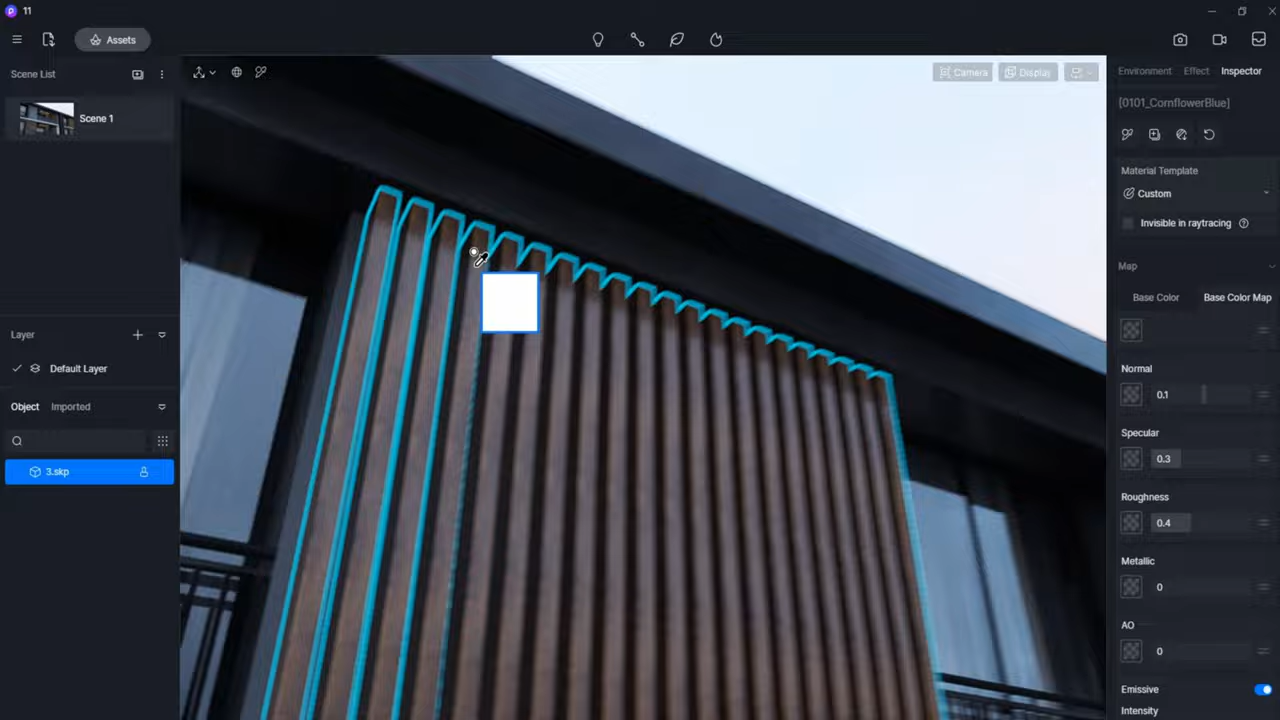 11
Assets
Scene List
Scene 1
Layer
Default Layer
Object
Imported
3.skp
Camera
Display
Environment
Effect
Inspector
[0101_CornflowerBlue]
Material Template
Custom
Invisible in raytracing
Map
Base Color
Base Color Map
Normal
0.1
Specular
0.3
Roughness
0.4
Metallic
0
AO
0
Emissive
Intensity